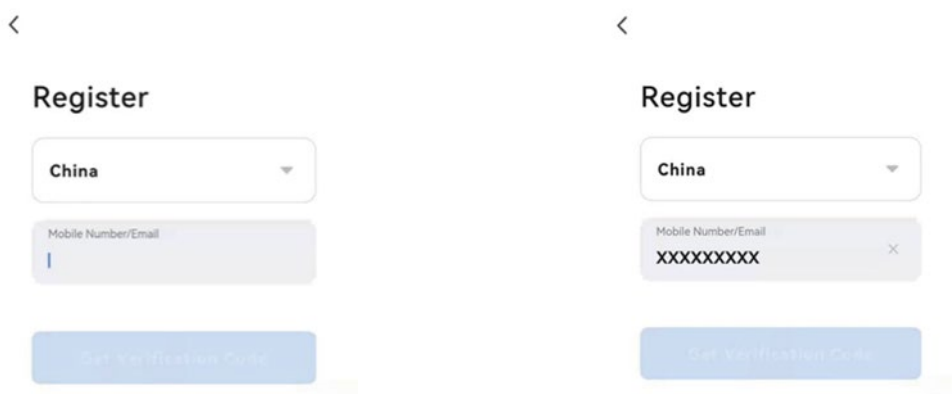 Register
China
Mobile Number/Email
Get Verification Code
Register
China
Mobile Number/Email
XXXXXXXXX
Get Verification Code